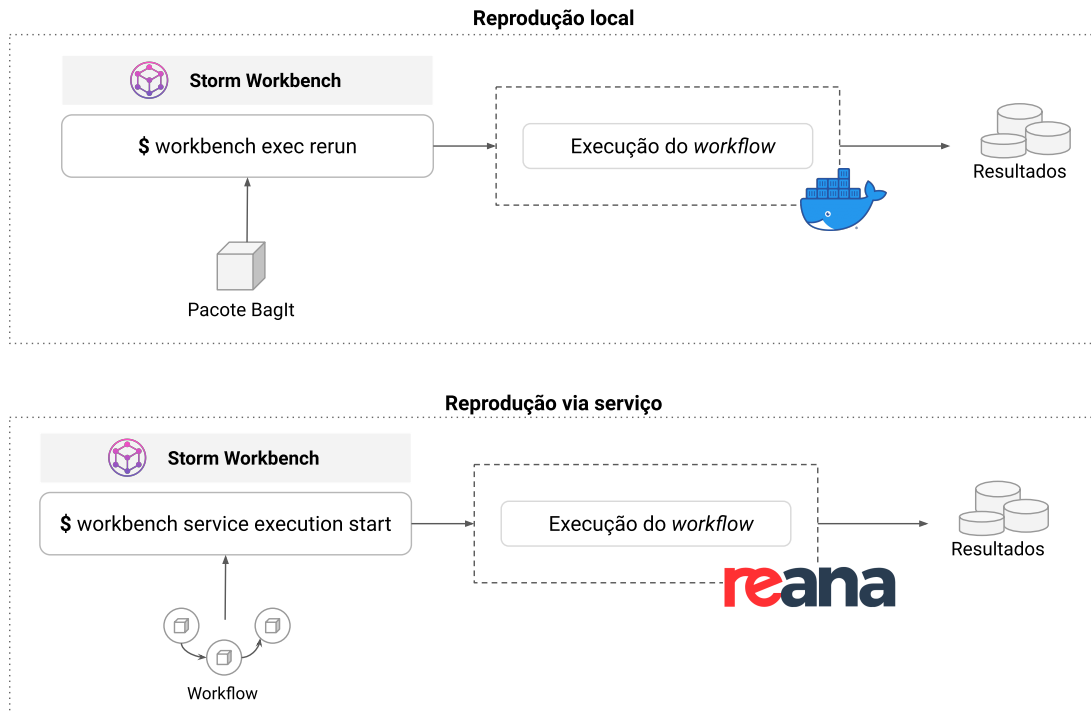 Reprodução local
Storm Workbench
$ workbench exec rerun
Execução do workflow
Resultados
Pacote BagIt
Reprodução via serviço
Storm Workbench
$ workbench service execution start
Execução do workflow
Resultados
reana
Workflow